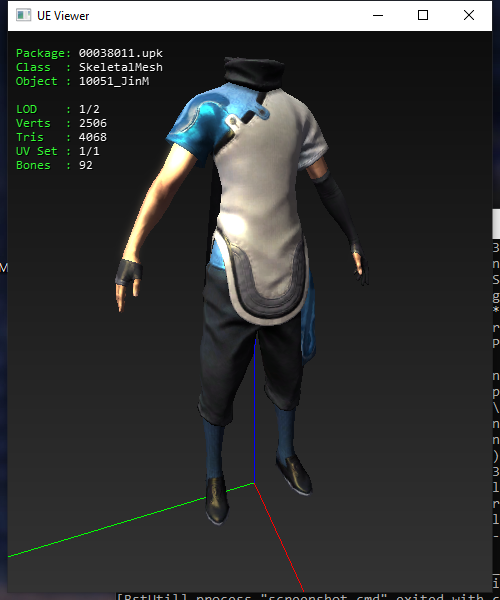 UE Viewer
Package: 00038011.upk
Class : SkeletalMesh
Object : 10051_JinM
LOD : 1/2
Verts : 2506
Tris : 4068
UV Set : 1/1
Bones : 92
M
[BstUtil] process "screenshot.cmd" exited with c